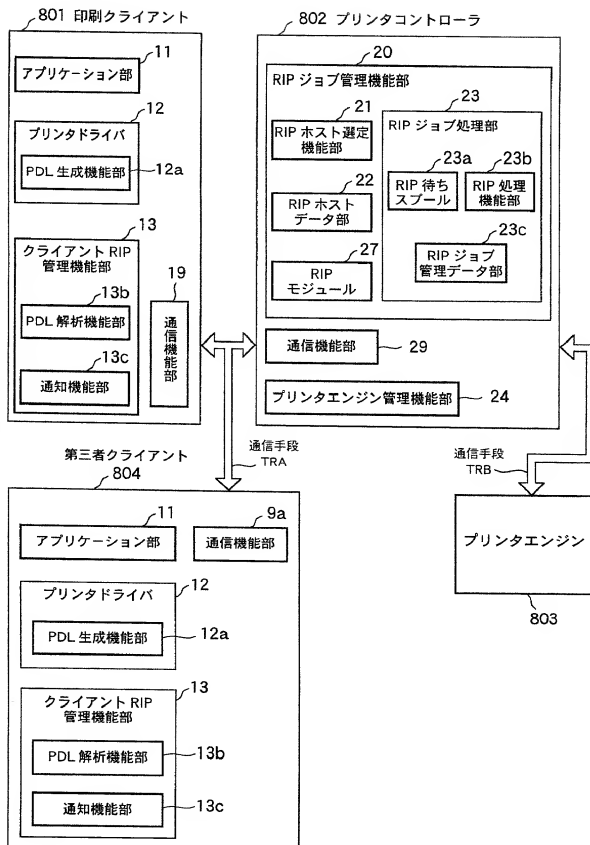 801 印刷クライアント
11
アプリケーション部
12
プリンタドライバ
PDL 生成機能部
12a
13
クライアント RIP
管理機能部
13b
PDL 解析機能部
13c
通知機能部
19
通信機能部
802 プリンタコントローラ
20
RIP ジョブ管理機能部
21
RIP ホスト選定
機能部
22
RIP ホスト
データ部
27
RIP
モジュール
23
RIP ジョブ処理部
23a
RIP 待ち
スプール
23b
RIP 処理
機能部
23c
RIP ジョブ
管理データ部
通信機能部
29
プリンタエンジン管理機能部
24
通信手段
TRA
通信手段
TRB
プリンタエンジン
803
第三者クライアント
804
11
アプリケーション部
9a
通信機能部
12
プリンタドライバ
PDL 生成機能部
12a
13
クライアント RIP
管理機能部
PDL 解析機能部
13b
通知機能部
13c